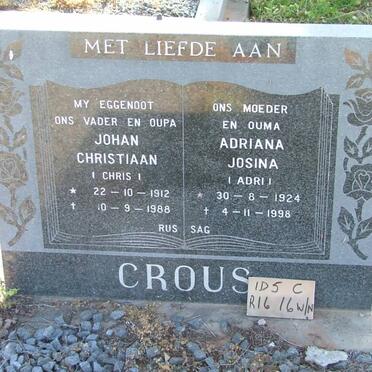 MET LIEFDE AAN
MY EGGENOOT
ONS VADER EN OUPA
JOHAN
CHRISTIAAN
( CHRIS )
* 22 - 10 - 1912
† 10 - 9 - 1988
ONS MOEDER
EN OUMA
ADRIANA
JOSINA
( ADRI )
* 30 - 8 - 1924
† 4 - 11 - 1998
RUS SAG
CROUS
ID5 C
R16 16 W/N